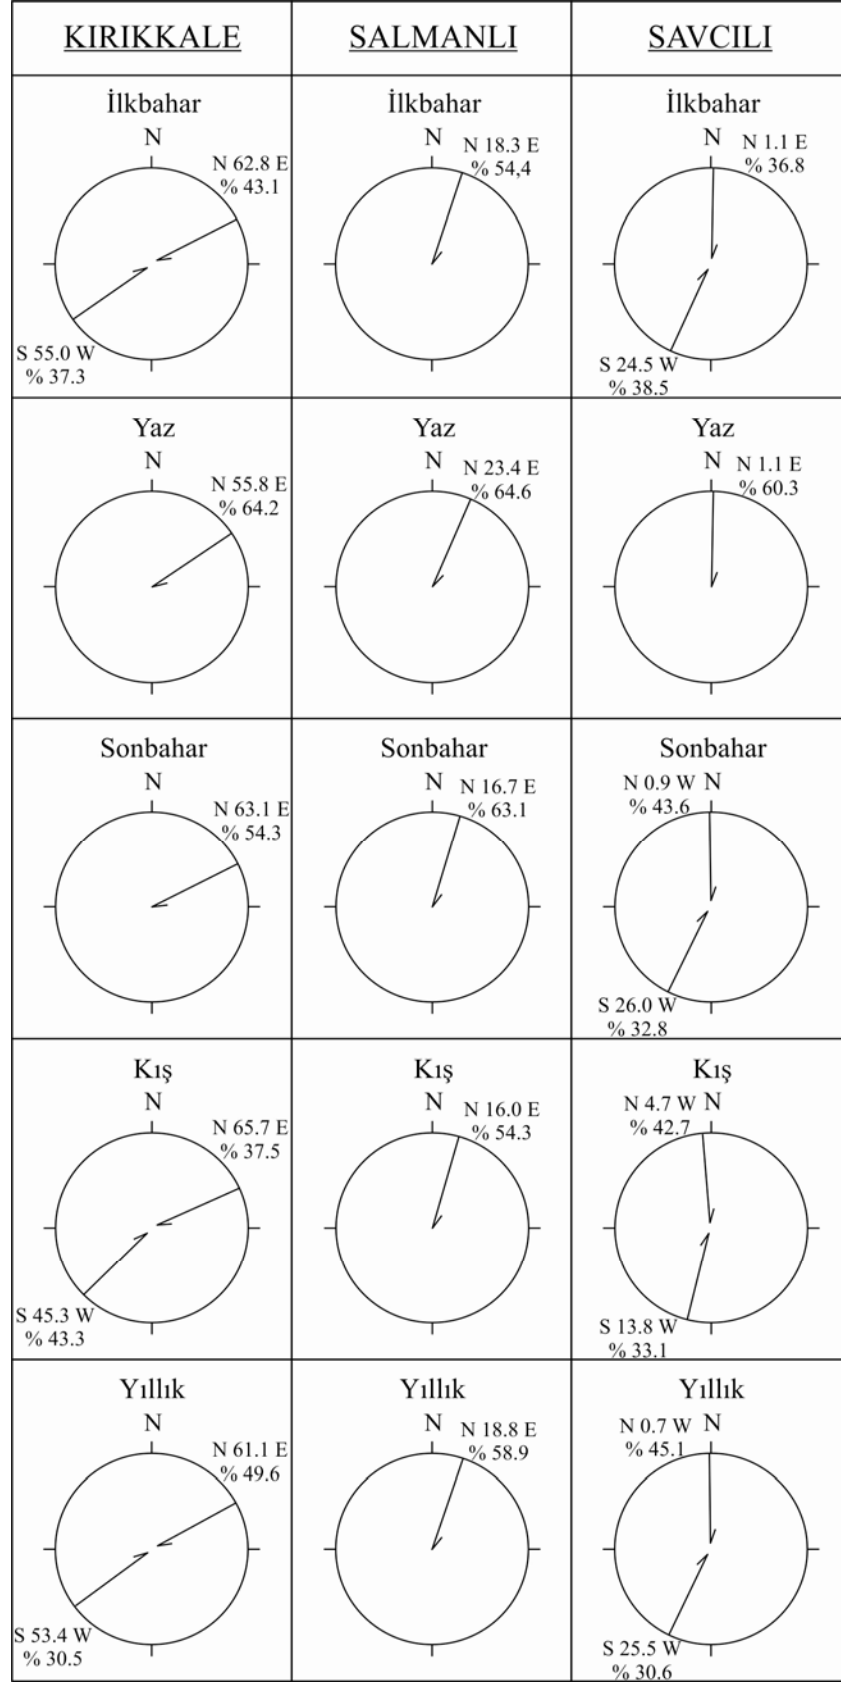 KIRIKKALE
SALMANLI
SAVCILI
İlkbahar
N
N 62.8 E
% 43.1
S 55.0 W
% 37.3
İlkbahar
N
N 18.3 E
% 54,4
İlkbahar
N
N 1.1 E
% 36.8
S 24.5 W
% 38.5
Yaz
N
N 55.8 E
% 64.2
Yaz
N
N 23.4 E
% 64.6
Yaz
N
N 1.1 E
% 60.3
Sonbahar
N
N 63.1 E
% 54.3
Sonbahar
N
N 16.7 E
% 63.1
Sonbahar
N 0.9 W
N
% 43.6
S 26.0 W
% 32.8
Kış
N
N 65.7 E
% 37.5
S 45.3 W
% 43.3
Kış
N
N 16.0 E
% 54.3
Kış
N 4.7 W
N
% 42.7
S 13.8 W
% 33.1
Yıllık
N
N 61.1 E
% 49.6
S 53.4 W
% 30.5
Yıllık
N
N 18.8 E
% 58.9
Yıllık
N 0.7 W
N
% 45.1
S 25.5 W
% 30.6